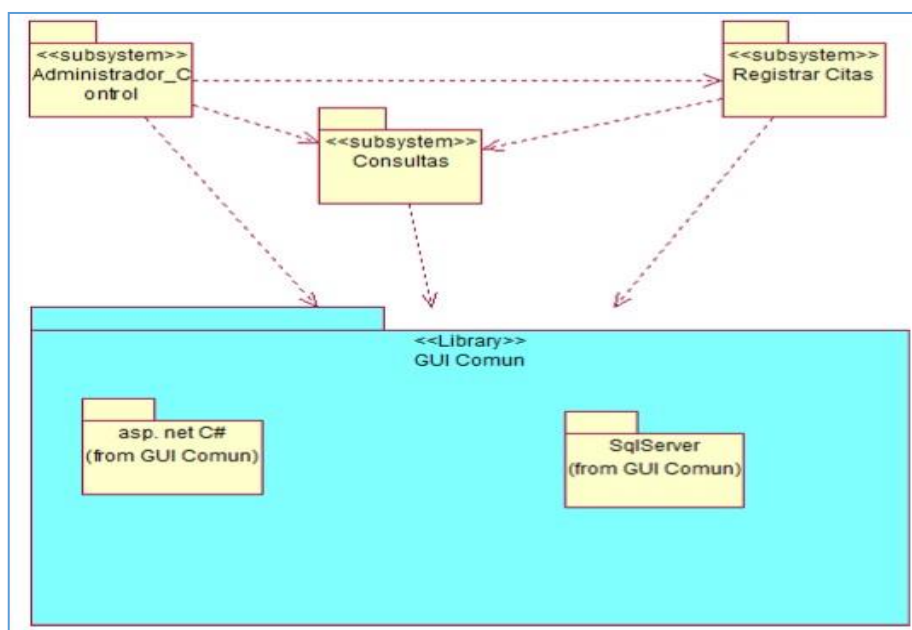 <<subsystem>>
Administrador_C
ontrol
<<subsystem>>
Registrar Citas
<<subsystem>>
Consultas
<<Library>>
GUI Comun
asp. net C#
(from GUI Comun)
SqlServer
(from GUI Comun)